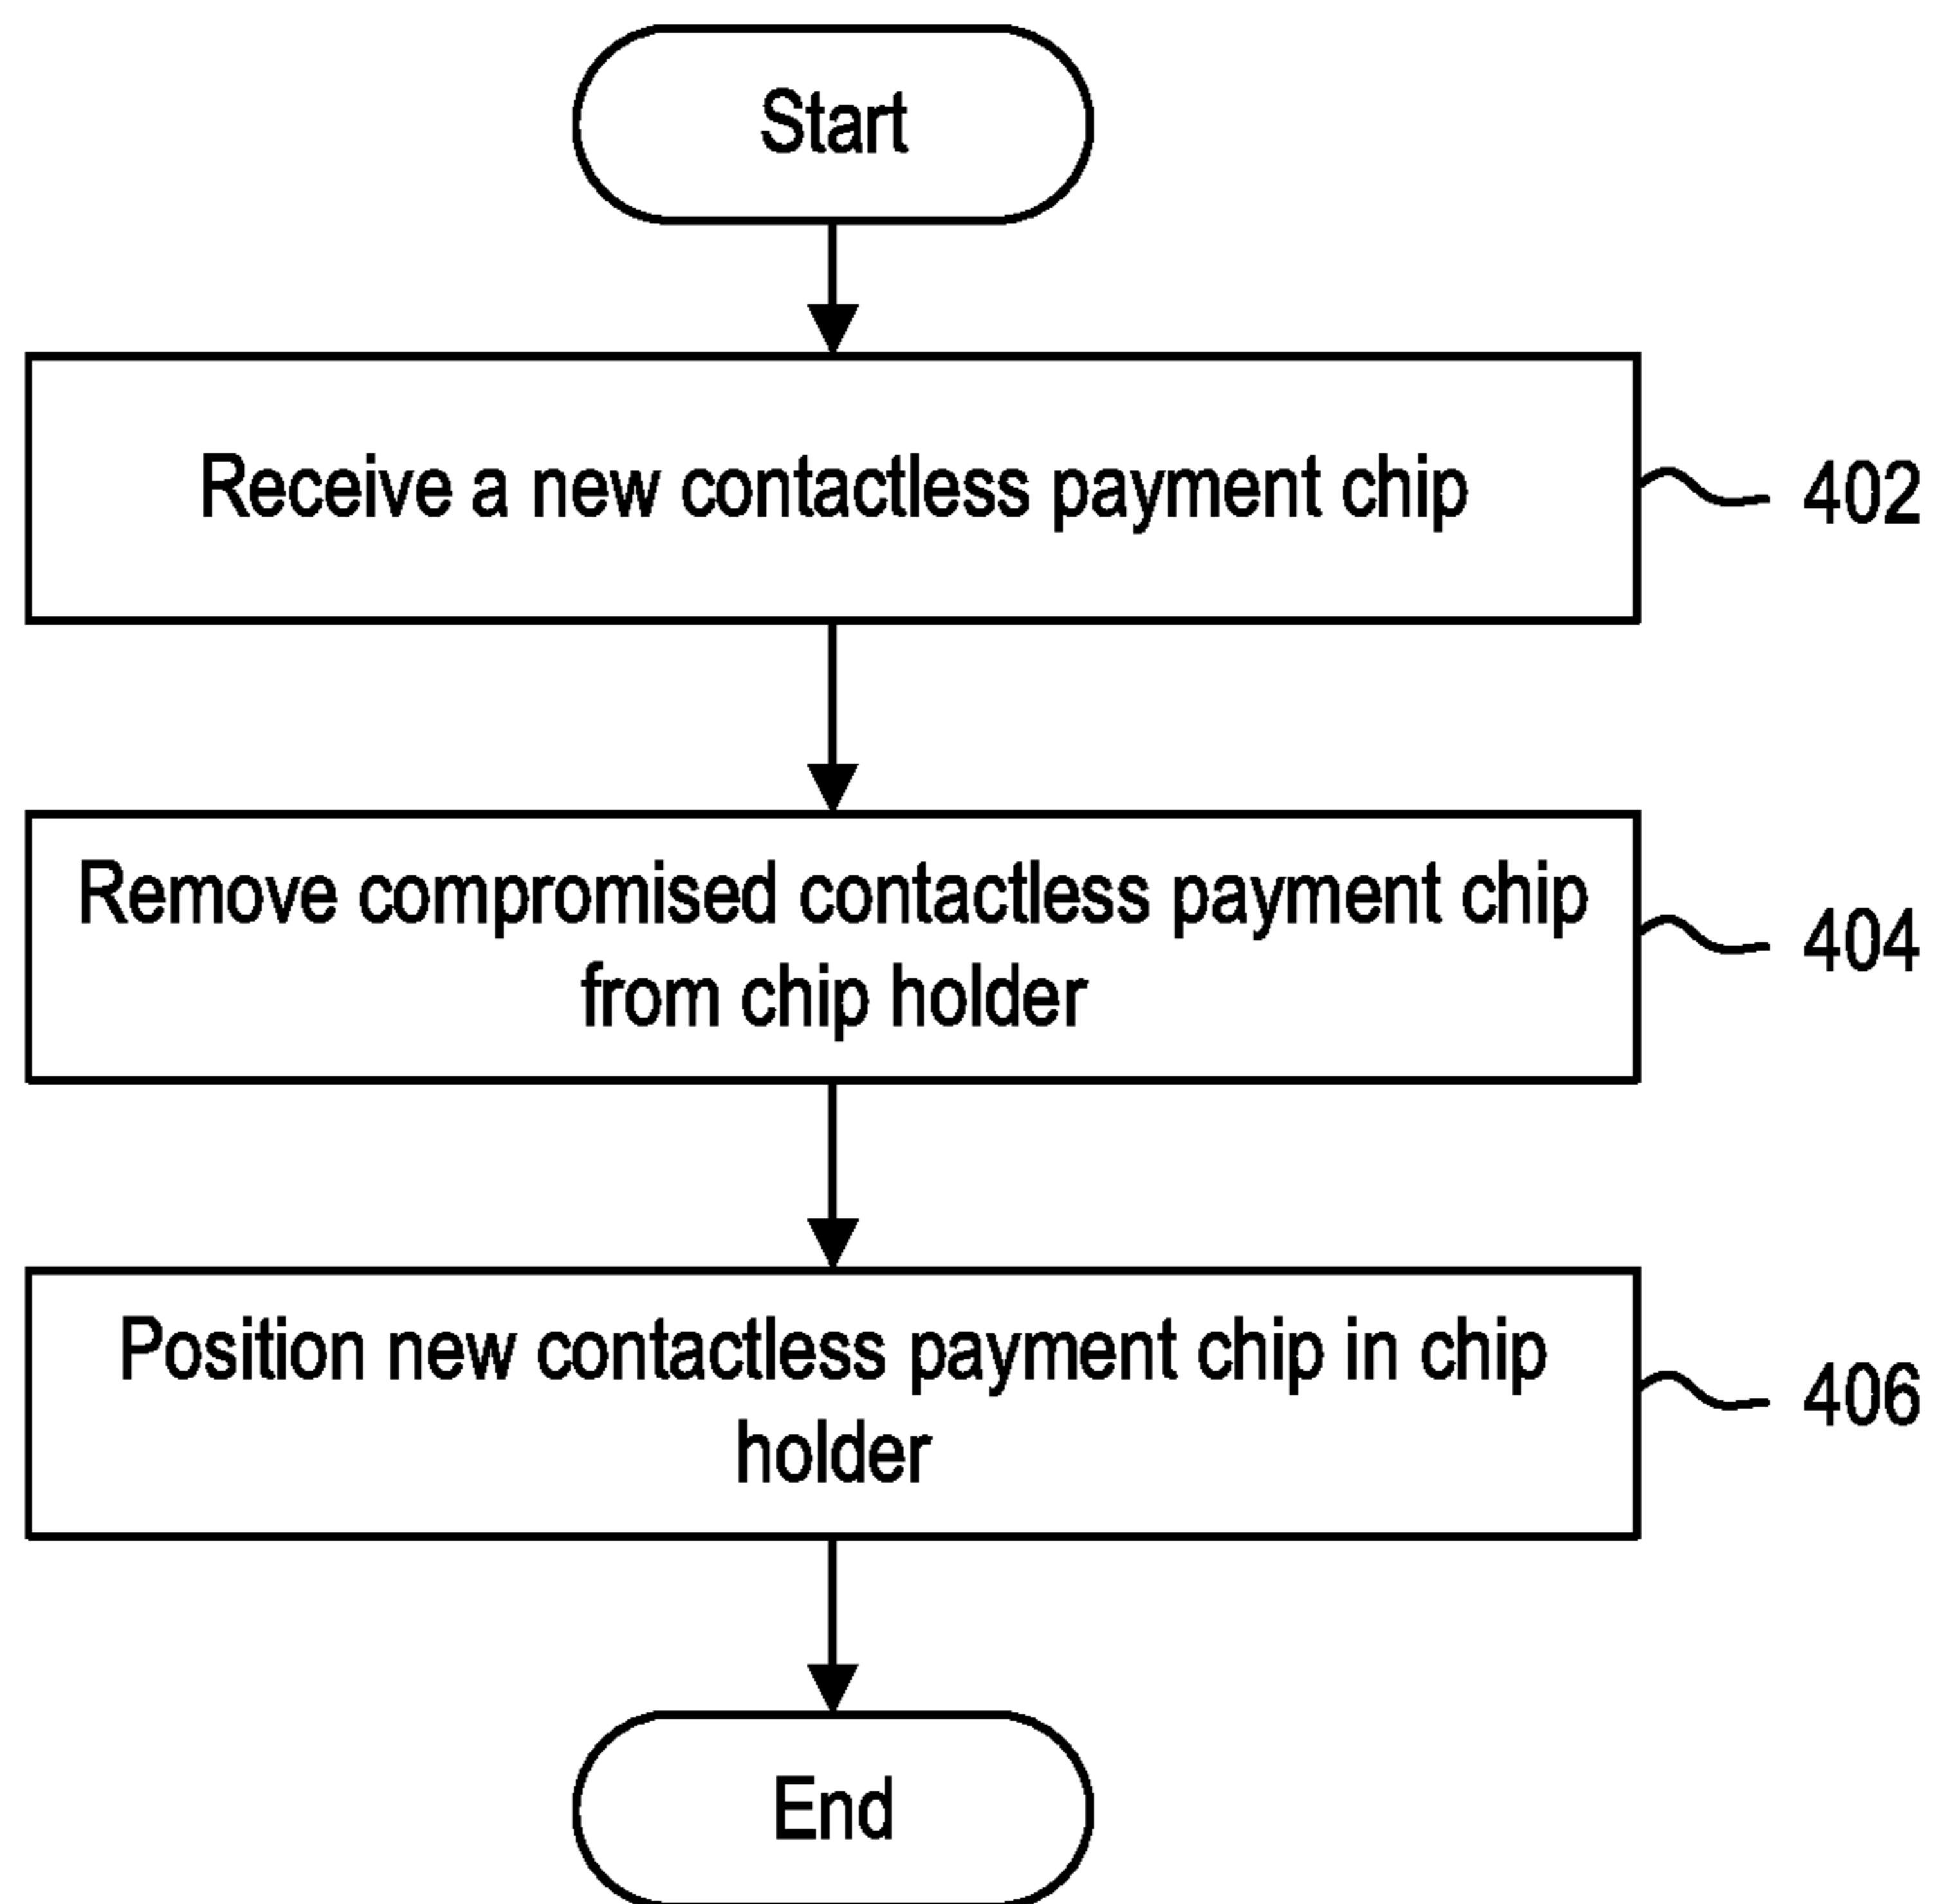 Start
Receive a new contactless payment chip
402
Remove compromised contactless payment chip
from chip holder
404
Position new contactless payment chip in chip
holder
406
End